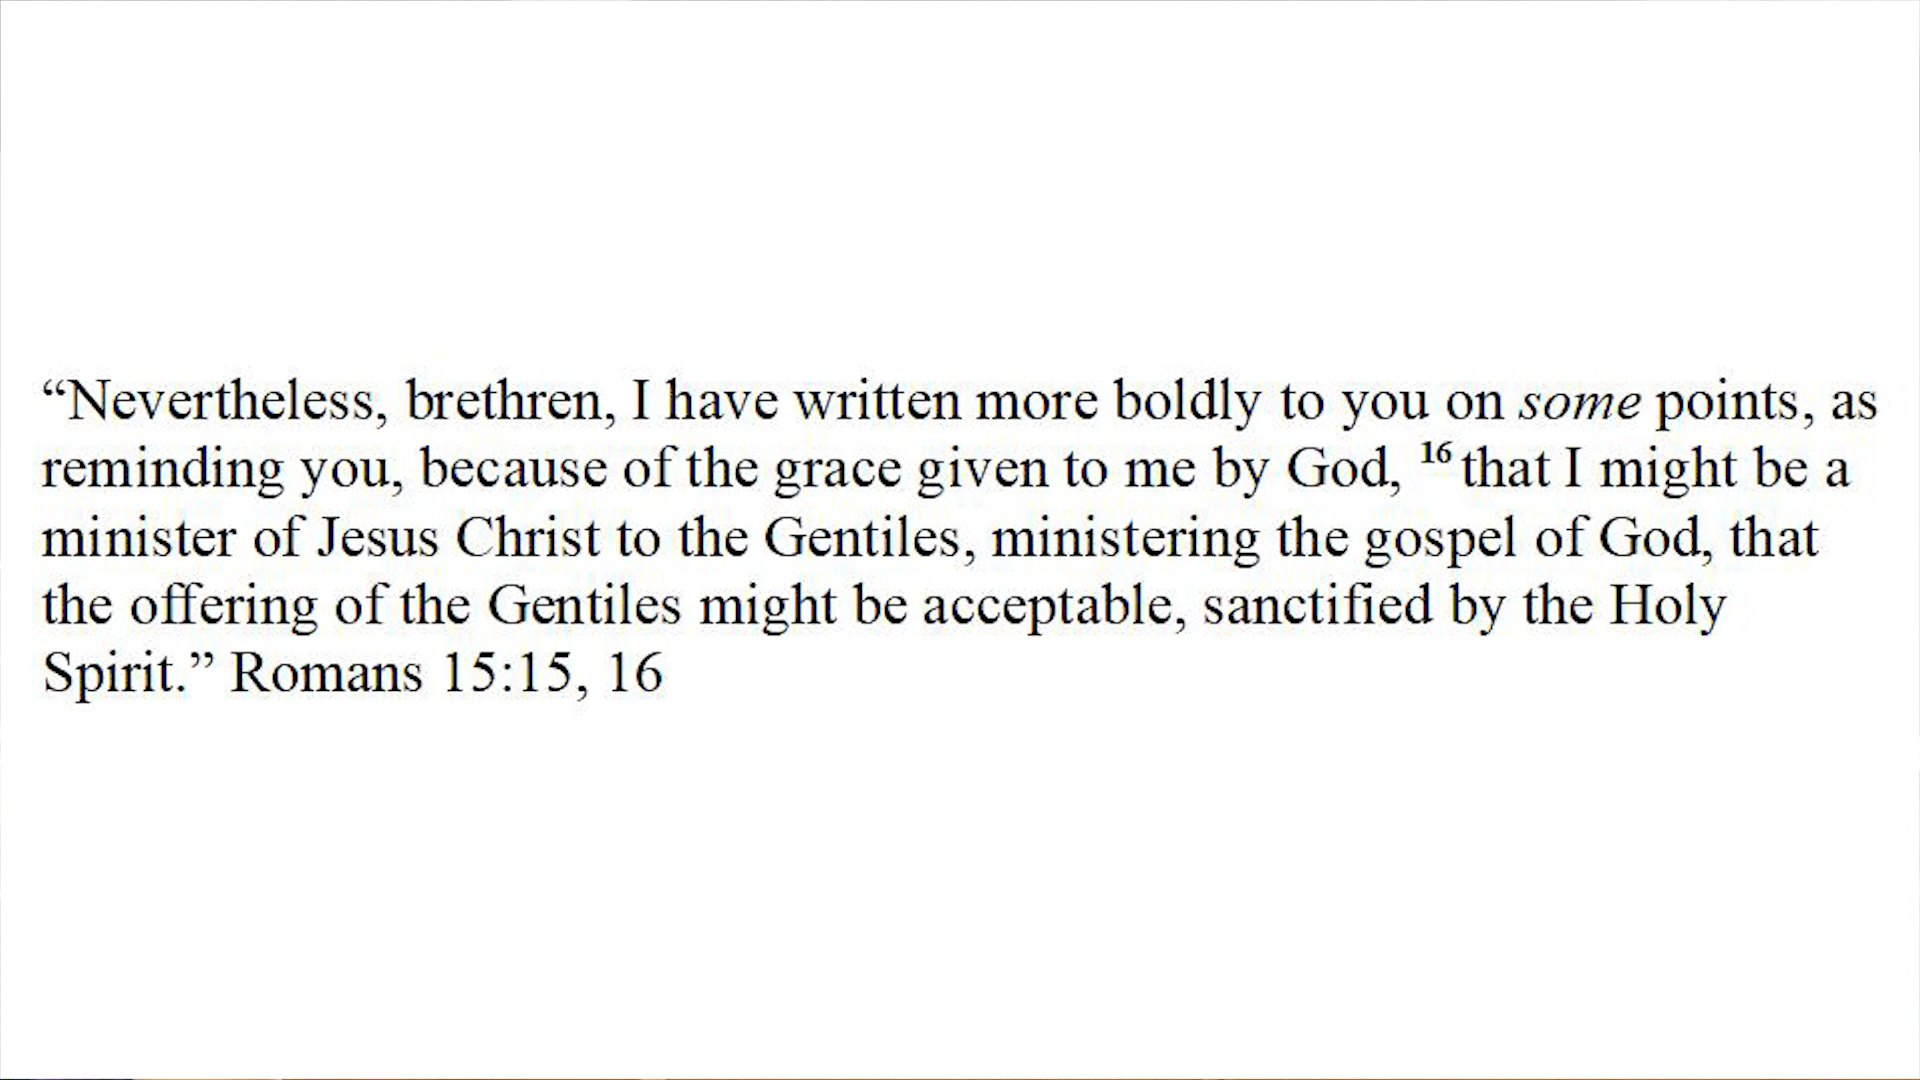 “Nevertheless, brethren, I have written more boldly to you on some points, as
reminding you, because of the grace given to me by God, 16 that I might be a
minister of Jesus Christ to the Gentiles, ministering the gospel of God, that
the offering of the Gentiles might be acceptable, sanctified by the Holy
Spirit.” Romans 15:15, 16